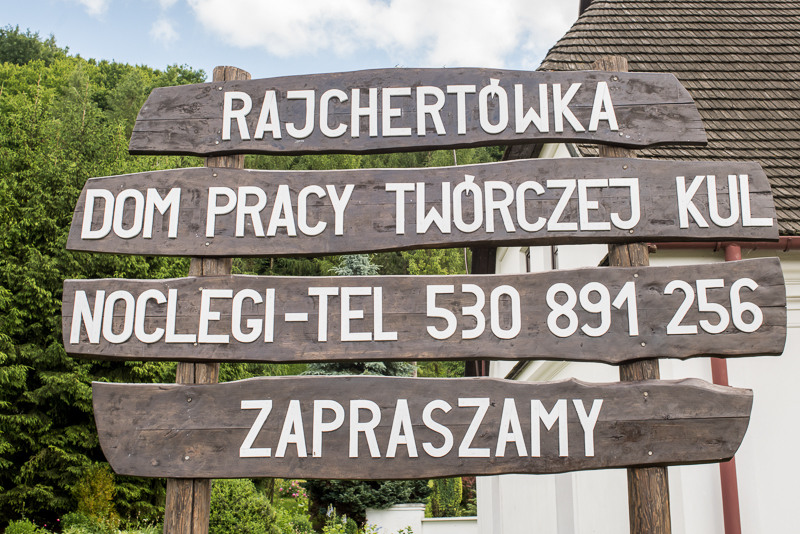 RAJCHERTÓWKA
DOM PRACY TWÓRCZEJ KUL
NOCLEGI-TEL 530 891 256
ZAPRASZAMY